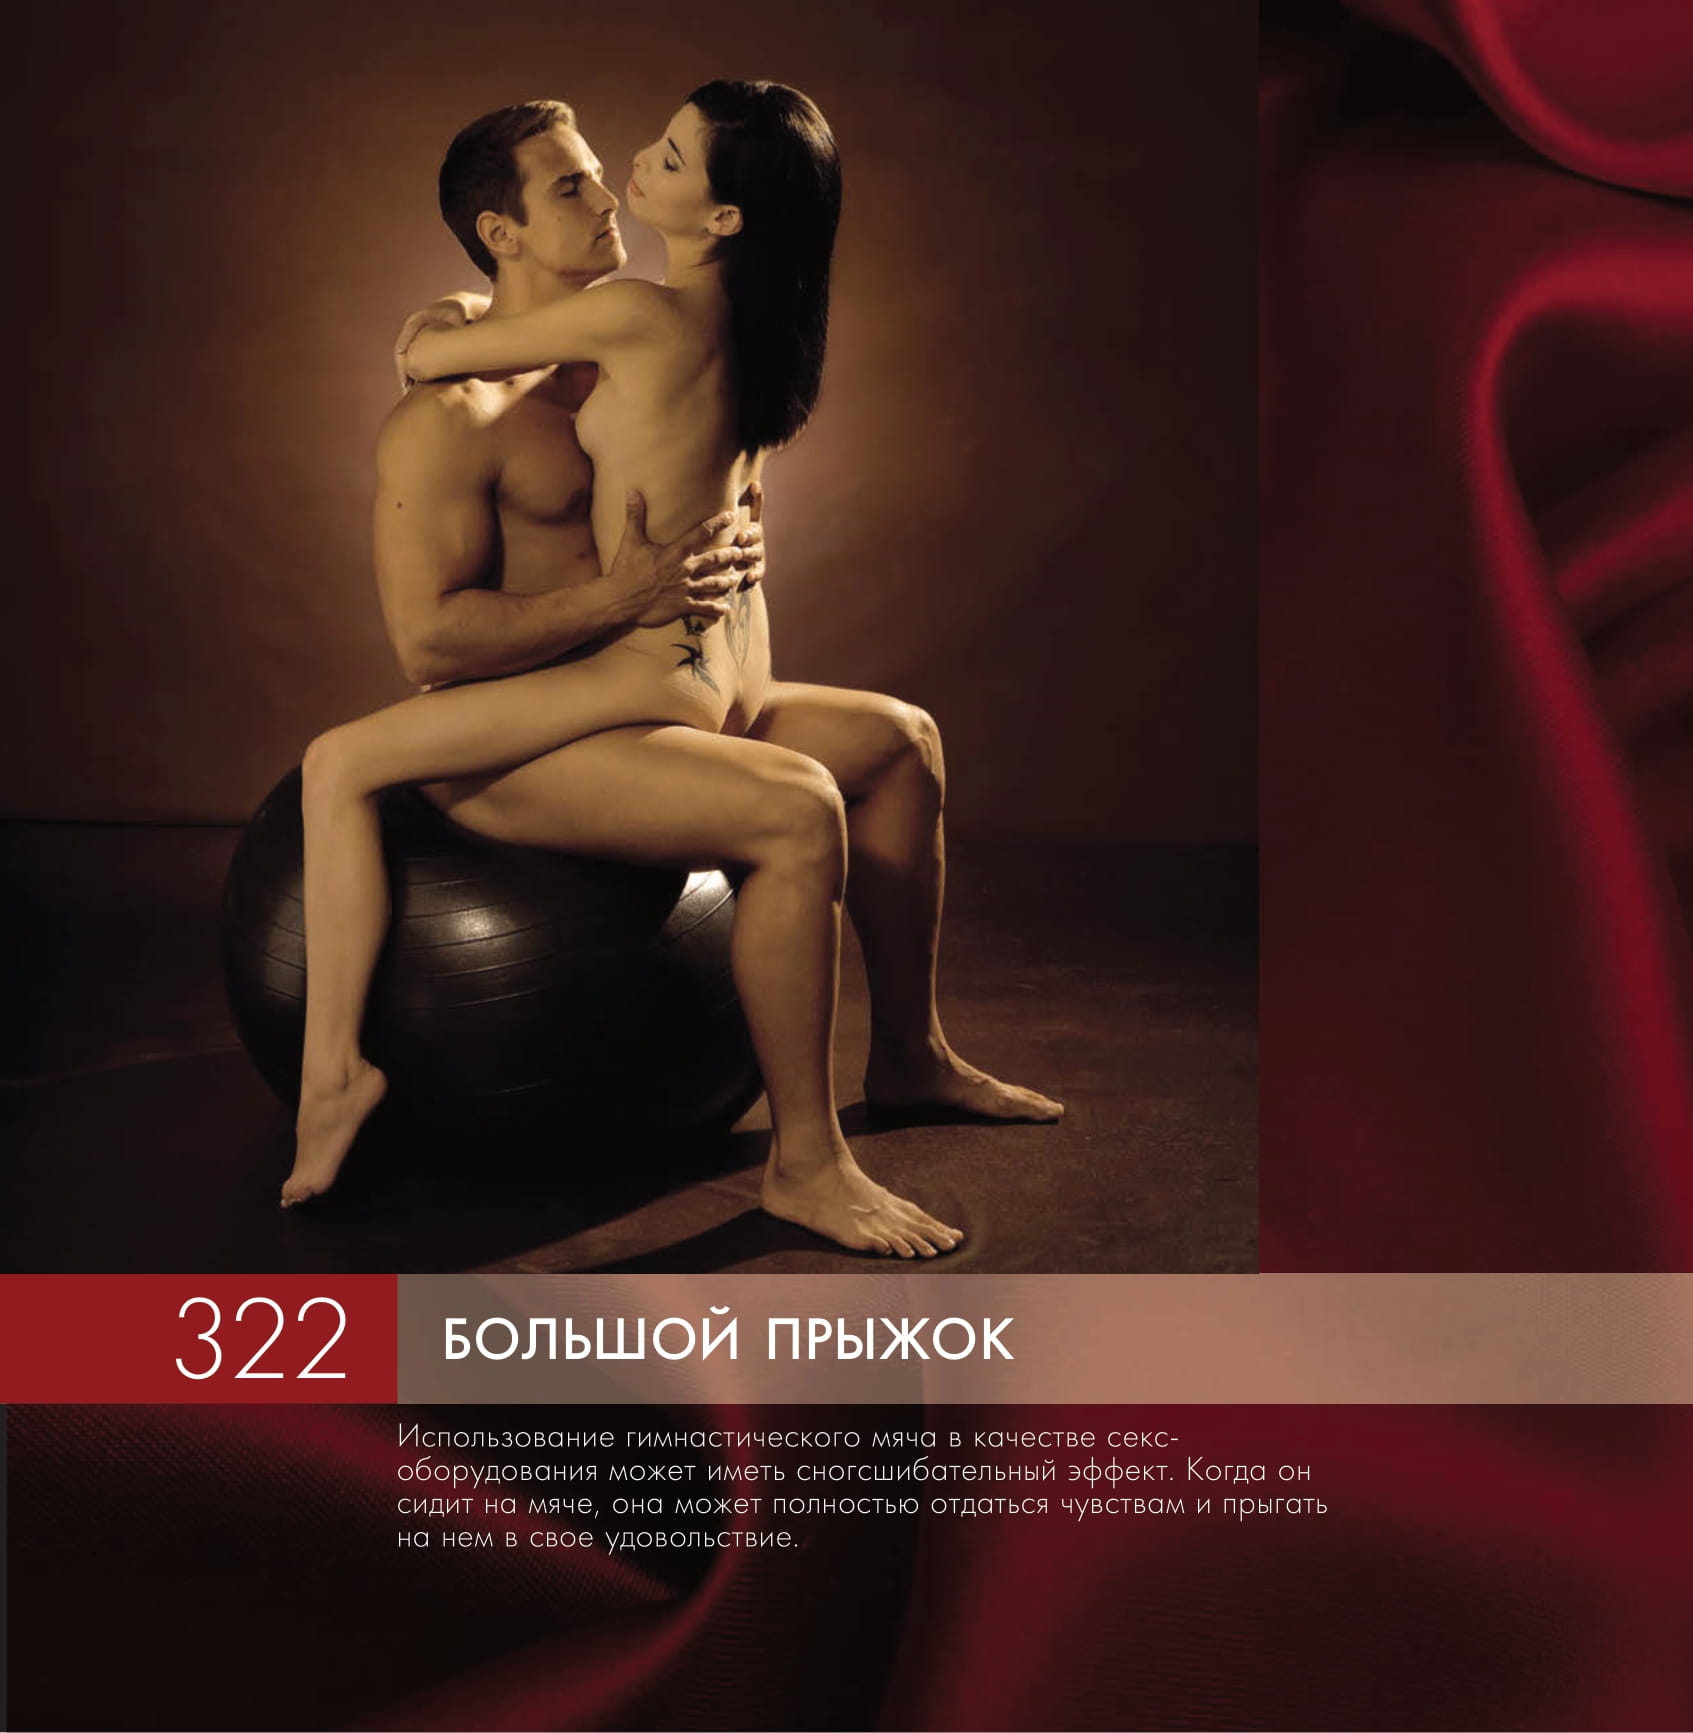 322
БОЛЬШОЙ ПРЫЖОК
Использование гимнастического мяча в качестве секс-
оборудования может иметь сногсшибательный эффект. Когда он
сидит на мяче, она может полностью отдаться чувствам и прыгать
на нем в свое удовольствие.